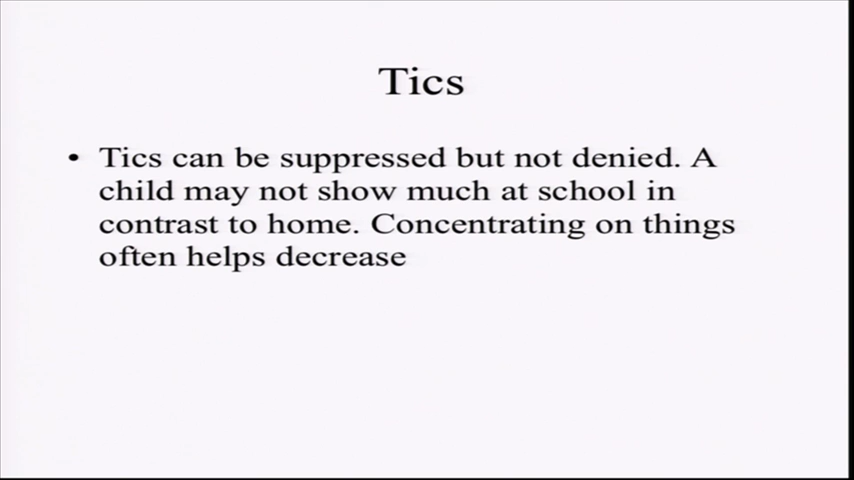 Tics
• Tics can be suppressed but not denied. A
child may not show much at school in
contrast to home. Concentrating on things
often helps decrease